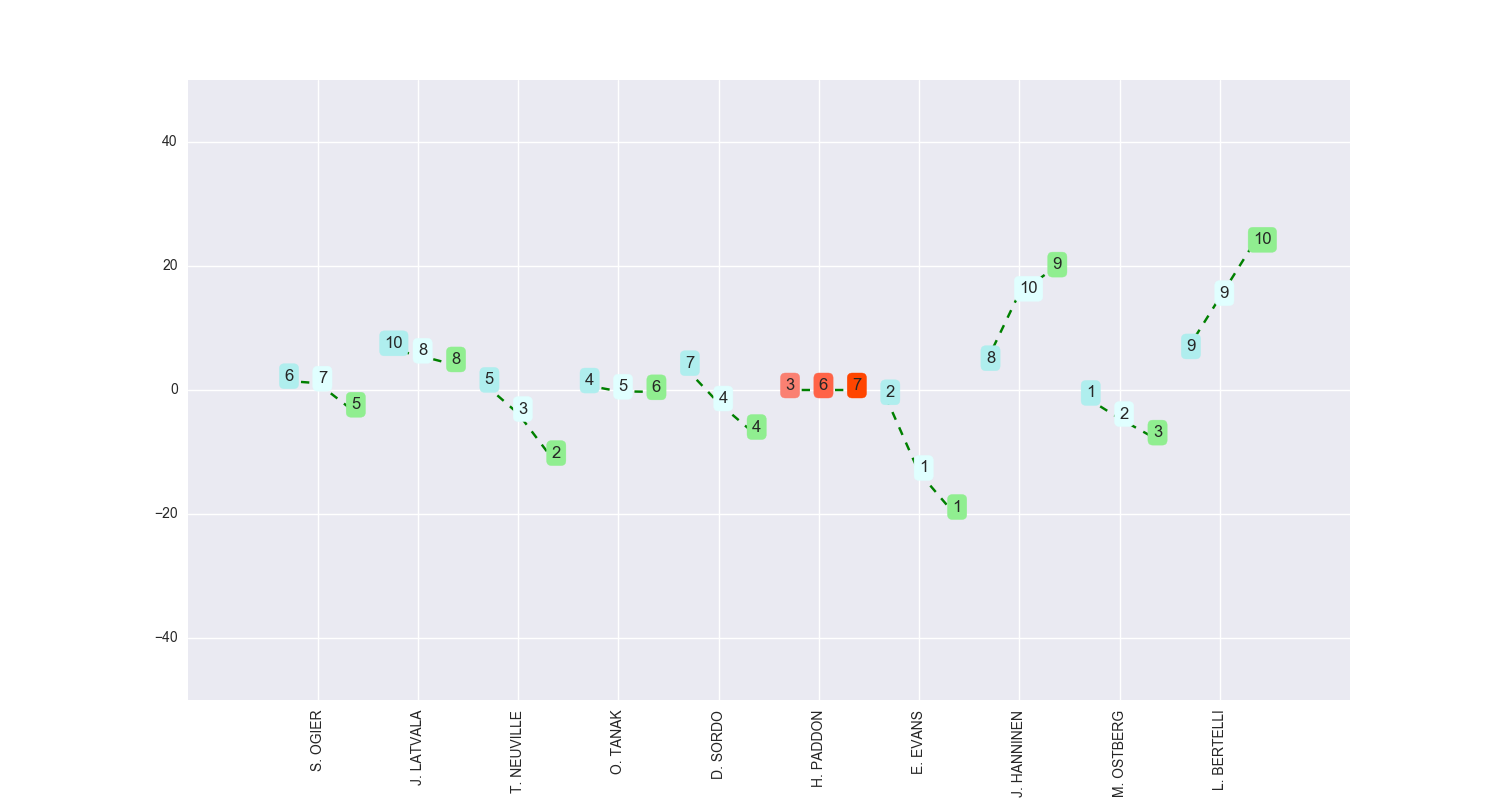 40
20
0
−20
−40
6 7 5
10 8 8
5 3 2
4 5 6
7 4 4
3 6 7
2 1 1
8 10 9
1 2 3
9 9 10
S. OGIER
J. LATVALA
T. NEUVILLE
O. TANAK
D. SORDO
H. PADDON
E. EVANS
J. HANNINEN
M. OSTBERG
L. BERTELLI